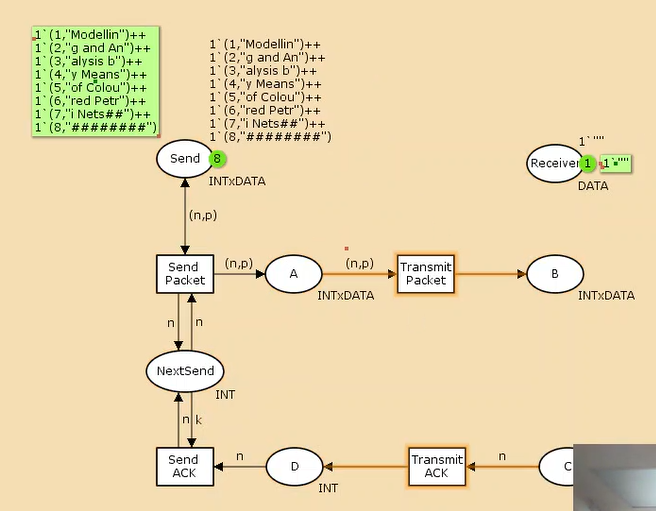 1`(1,"Modellin")++
1`(2,"g and An")++
1`(3,"alysis b")++
1`(4,"y Means")++
1`(5,"of Colou")++
1`(6,"red Petr")++
1`(7,"i Nets##")++
1`(8,"########")
1`(1,"Modellin")++
1`(2,"g and An")++
1`(3,"alysis b")++
1`(4,"y Means")++
1`(5,"of Colou")++
1`(6,"red Petr")++
1`(7,"i Nets##")++
1`(8,"########")
Send
8
INTxDATA
1`""
Receiver
1
1`""
DATA
(n,p)
Send
Packet
(n,p)
A
INTxDATA
(n,p)
Transmit
Packet
B
INTxDATA
n
n
NextSend
INT
n
k
Send
ACK
n
D
INT
Transmit
ACK
n
C